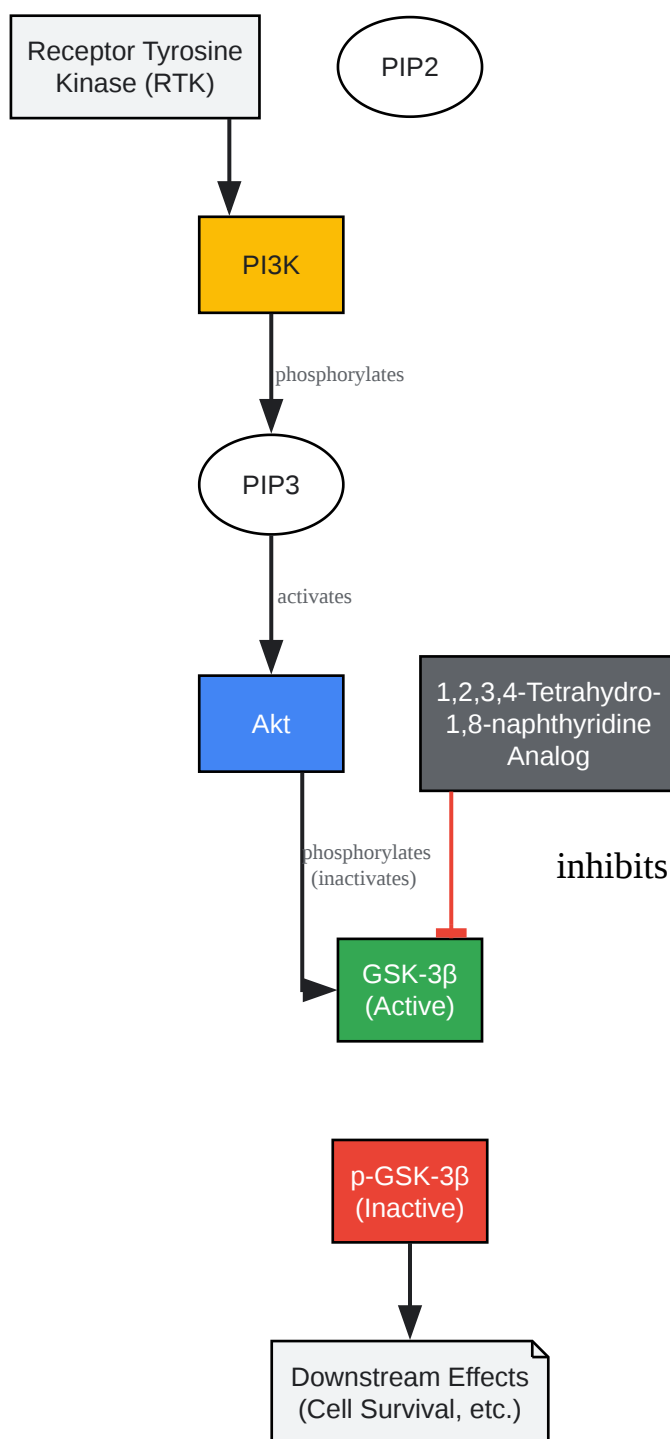 Receptor Tyrosine
Kinase (RTK)
PIP2
PI3K
phosphorylates
PIP3
activates
Akt
1,2,3,4-Tetrahydro-
1,8-naphthyridine
Analog
phosphorylates
(inactivates)
inhibits
GSK-3β
(Active)
p-GSK-3β
(Inactive)
Downstream Effects
(Cell Survival, etc.)